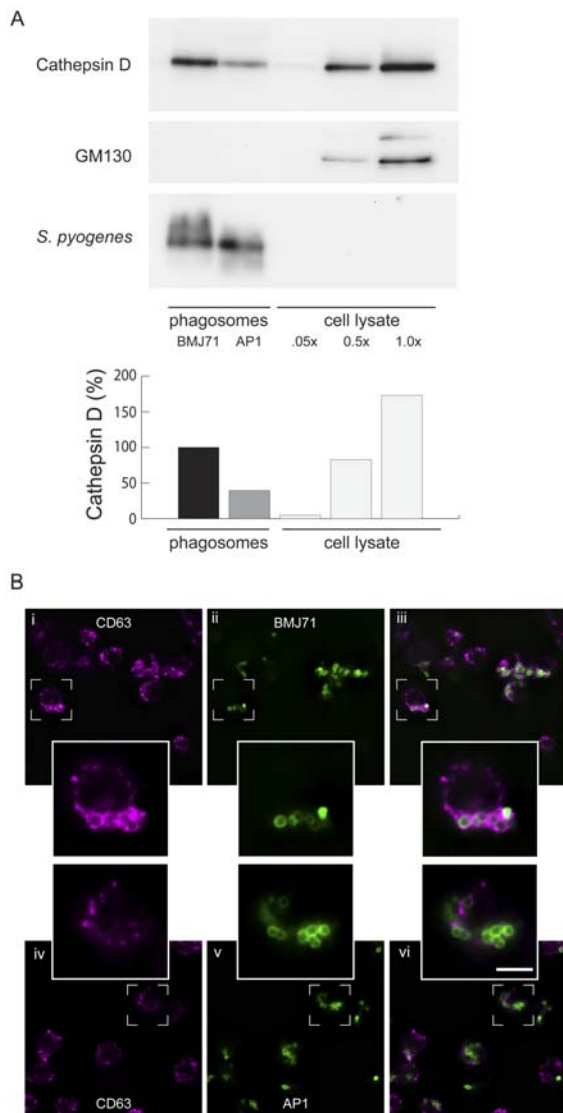 A
Cathepsin D
GM130
S. pyogenes
phagosomes cell lysate
BMJ71 AP1 .05x 0.5x 1.0x
Cathepsin D (%)
200
150
100
50
0
phagosomes cell lysate
B
i CD63 ii BMJ71 iii
iv v vi
CD63 AP1